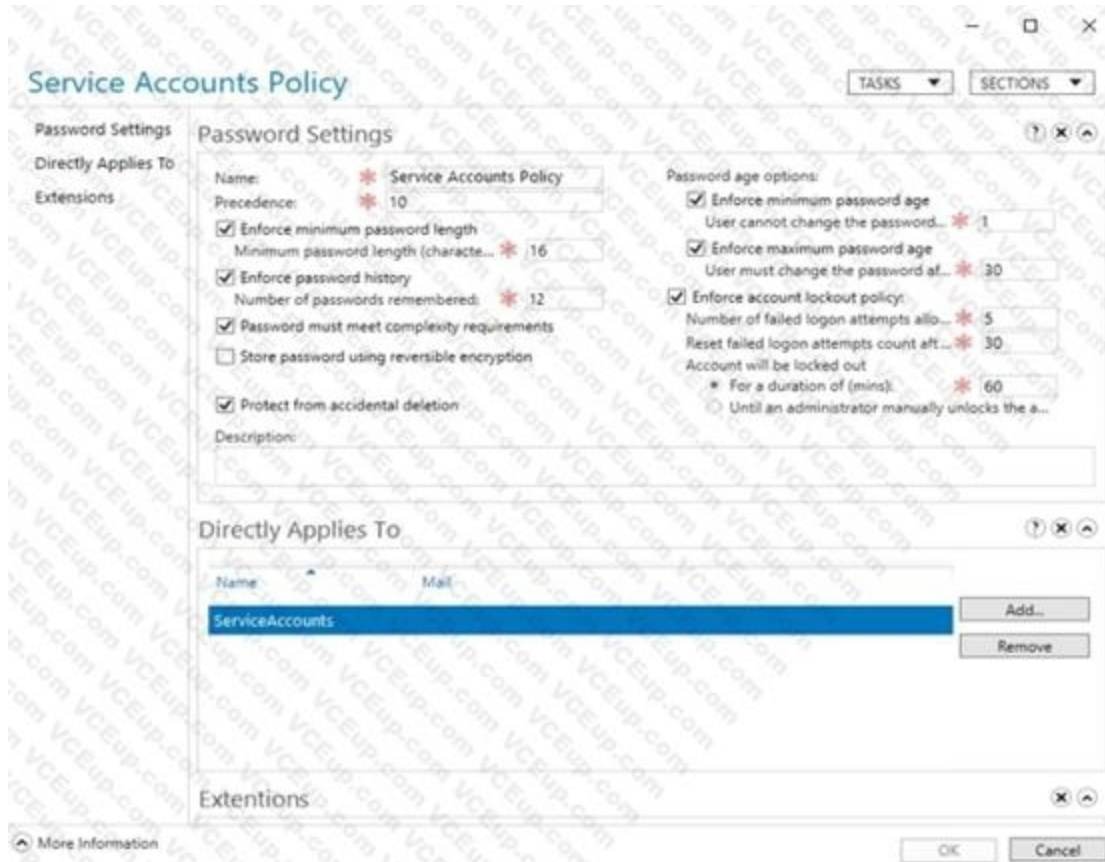 Service Accounts Policy
TASKS
SECTIONS
Password Settings
Directly Applies To
Extensions
Password Settings
Name: * Service Accounts Policy
Precedence: * 10
Enforce minimum password length
Minimum password length (characte... * 16
Enforce password history
Number of passwords remembered: * 12
Password must meet complexity requirements
Store password using reversible encryption
Protect from accidental deletion
Description:
Password age options:
Enforce minimum password age
User cannot change the password... * 1
Enforce maximum password age
User must change the password af... * 30
Enforce account lockout policy:
Number of failed logon attempts allo... * 5
Reset failed logon attempts count aft... * 30
Account will be locked out
For a duration of (mins): * 60
Until an administrator manually unlocks the a...
Directly Applies To
Name Mail
ServiceAccounts
Add...
Remove
Extentions
More Information
OK
Cancel
VCEup.com